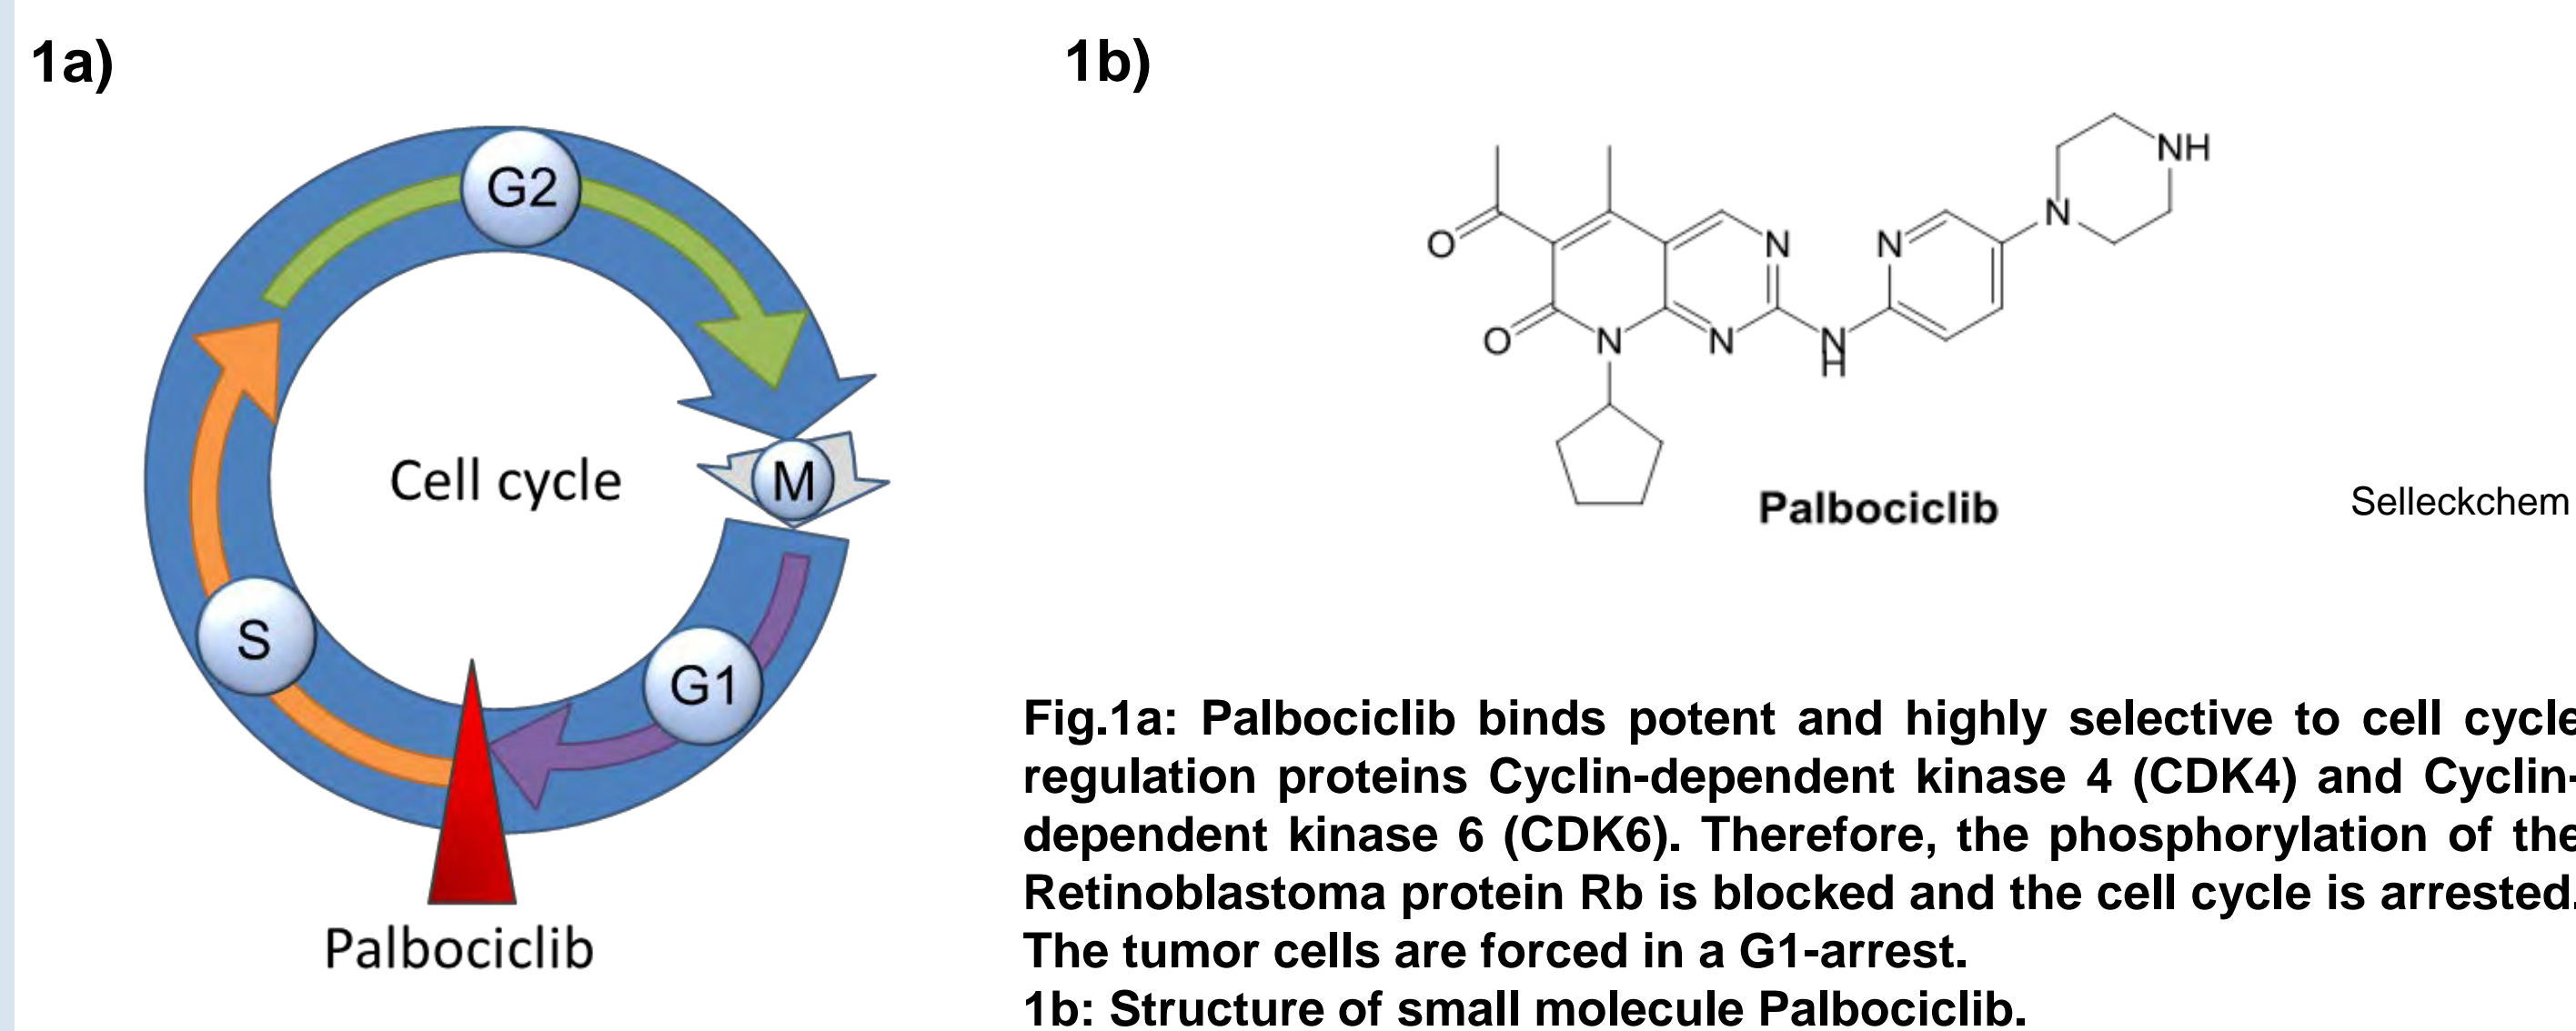 1a)
G2
M
Cell cycle
S
G1
Palbociclib
1b)
NH
N
N
N
O
O
N
N
N
H
Palbociclib
Selleckchem
Fig.1a: Palbociclib binds potent and highly selective to cell cycle
regulation proteins Cyclin-dependent kinase 4 (CDK4) and Cyclin-
dependent kinase 6 (CDK6). Therefore, the phosphorylation of the
Retinoblastoma protein Rb is blocked and the cell cycle is arrested.
The tumor cells are forced in a G1-arrest.
1b: Structure of small molecule Palbociclib.